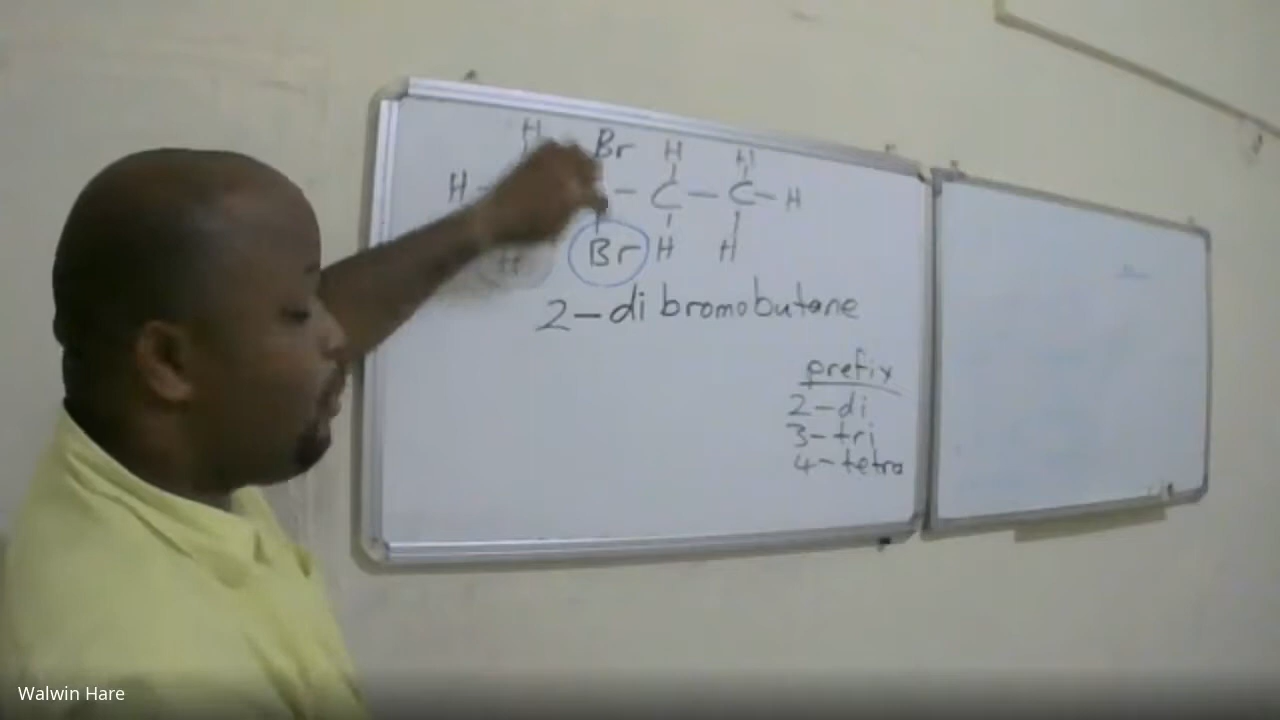 H Br H H
H – – C – C – H
H Br H H
2-dibromobutane
prefix
2-di
3-tri
4-tetra
Walwin Hare